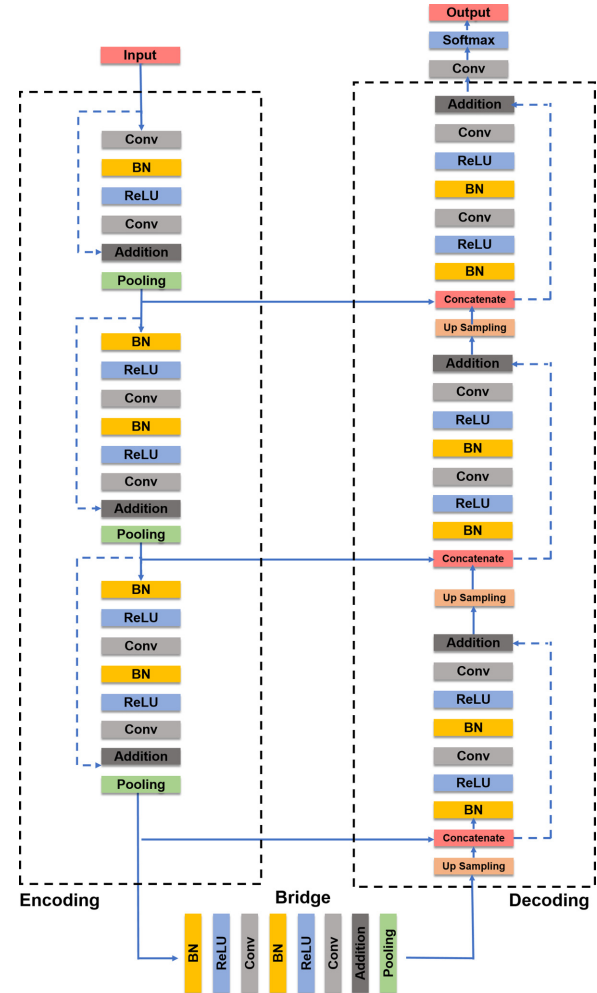 Input
Conv
BN
ReLU
Conv
Addition
Pooling
BN
ReLU
Conv
BN
ReLU
Conv
Addition
Pooling
BN
ReLU
Conv
BN
ReLU
Conv
Addition
Pooling
Encoding
Bridge
BN
ReLU
Conv
BN
ReLU
Conv
Addition
Pooling
Output
Softmax
Conv
Addition
Conv
ReLU
BN
Conv
ReLU
BN
Concatenate
Up Sampling
Addition
Conv
ReLU
BN
Conv
ReLU
BN
Concatenate
Up Sampling
Addition
Conv
ReLU
BN
Conv
ReLU
BN
Concatenate
Up Sampling
Decoding